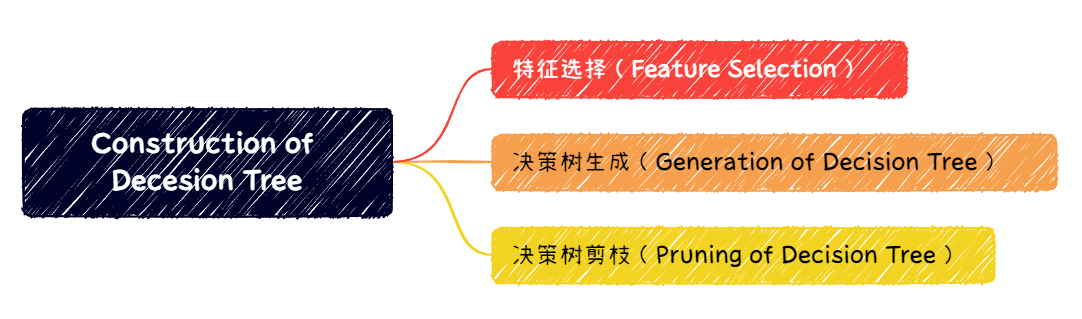 Construction of
Decesion Tree
特征选择（Feature Selection）
决策树生成（Generation of Decision Tree）
决策树剪枝（Pruning of Decision Tree）